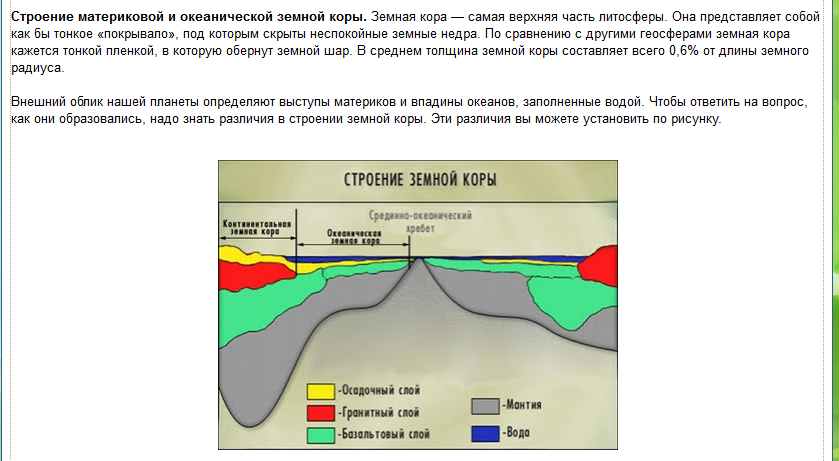 Строение материковой и океанической земной коры. Земная кора — самая верхняя часть литосферы. Она представляет собой
как бы тонкое «покрывало», под которым скрыты неспокойные земные недра. По сравнению с другими геосферами земная кора
кажется тонкой пленкой, в которую обернут земной шар. В среднем толщина земной коры составляет всего 0,6% от длины земного
радиуса.
Внешний облик нашей планеты определяют выступы материков и впадины океанов, заполненные водой. Чтобы ответить на вопрос,
как они образовались, надо знать различия в строении земной коры. Эти различия вы можете установить по рисунку.
СТРОЕНИЕ ЗЕМНОЙ КОРЫ
Континентальная
земная кора
Океаническая
земная кора
Срединно-океанический
хребет
-Осадочный слой
-Гранитный слой
-Базальтовый слой
-Мантия
-Вода